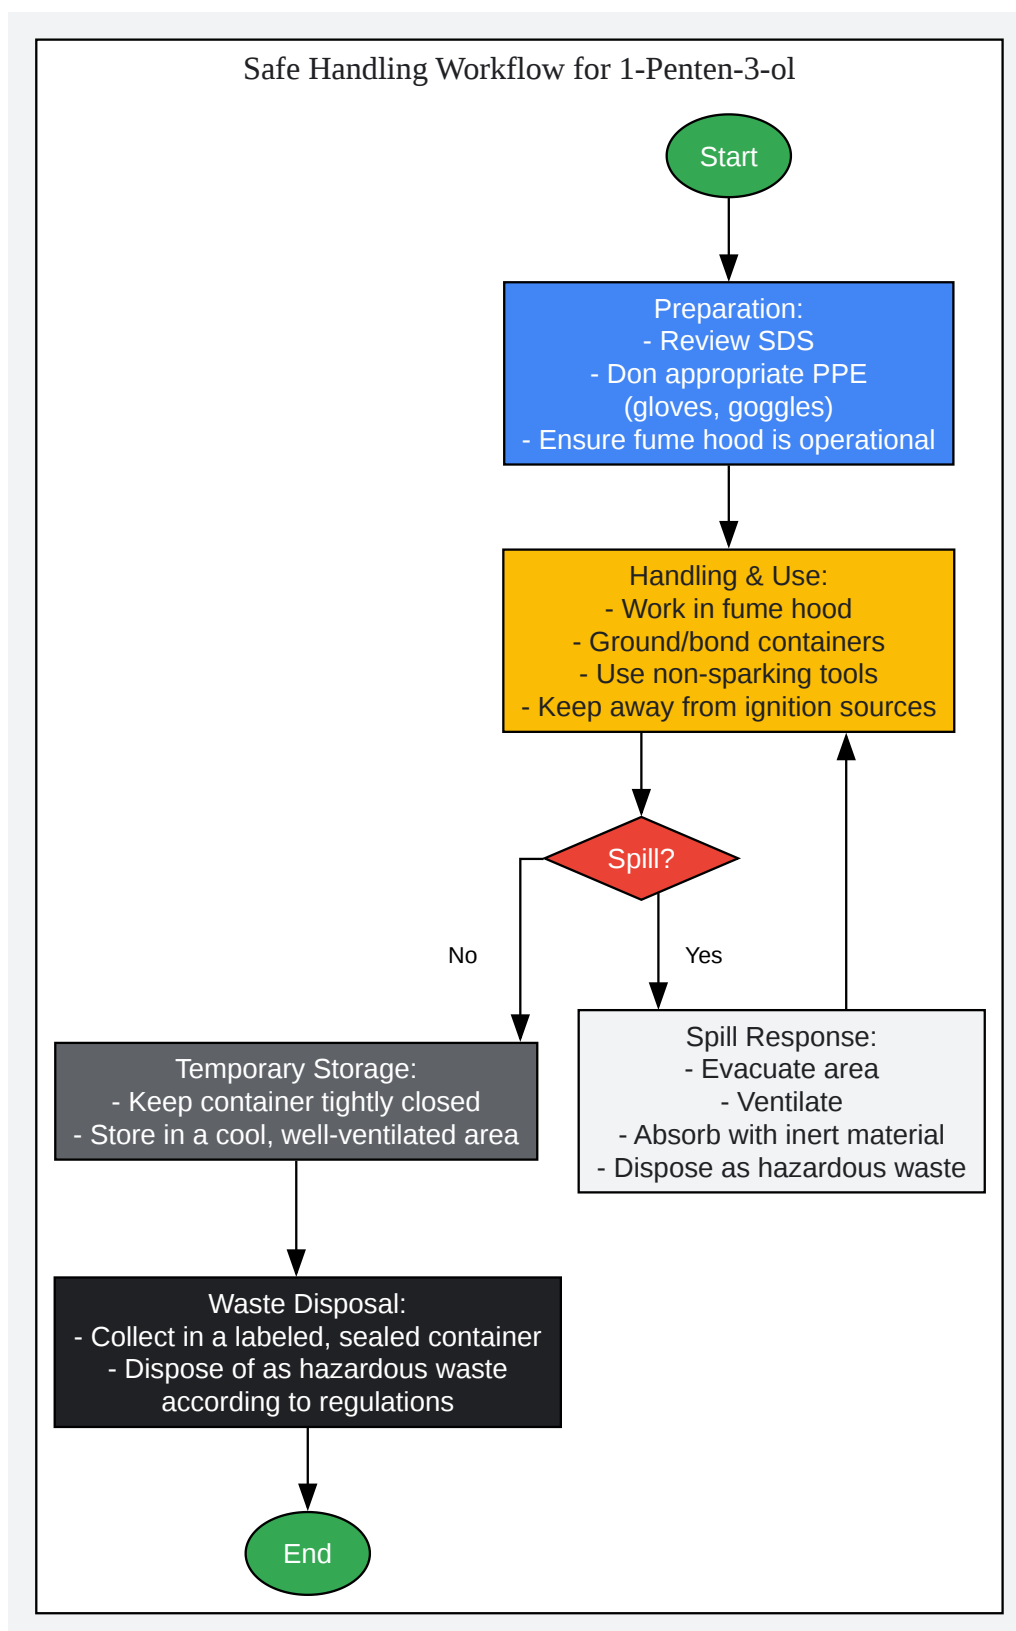 Safe Handling Workflow for 1-Penten-3-ol
Start
Preparation:
- Review SDS
- Don appropriate PPE
(gloves, goggles)
- Ensure fume hood is operational
Handling & Use:
- Work in fume hood
- Ground/bond containers
- Use non-sparking tools
- Keep away from ignition sources
Spill?
No
Yes
Spill Response:
- Evacuate area
- Ventilate
- Absorb with inert material
- Dispose as hazardous waste
Temporary Storage:
- Keep container tightly closed
- Store in a cool, well-ventilated area
Waste Disposal:
- Collect in a labeled, sealed container
- Dispose of as hazardous waste
according to regulations
End